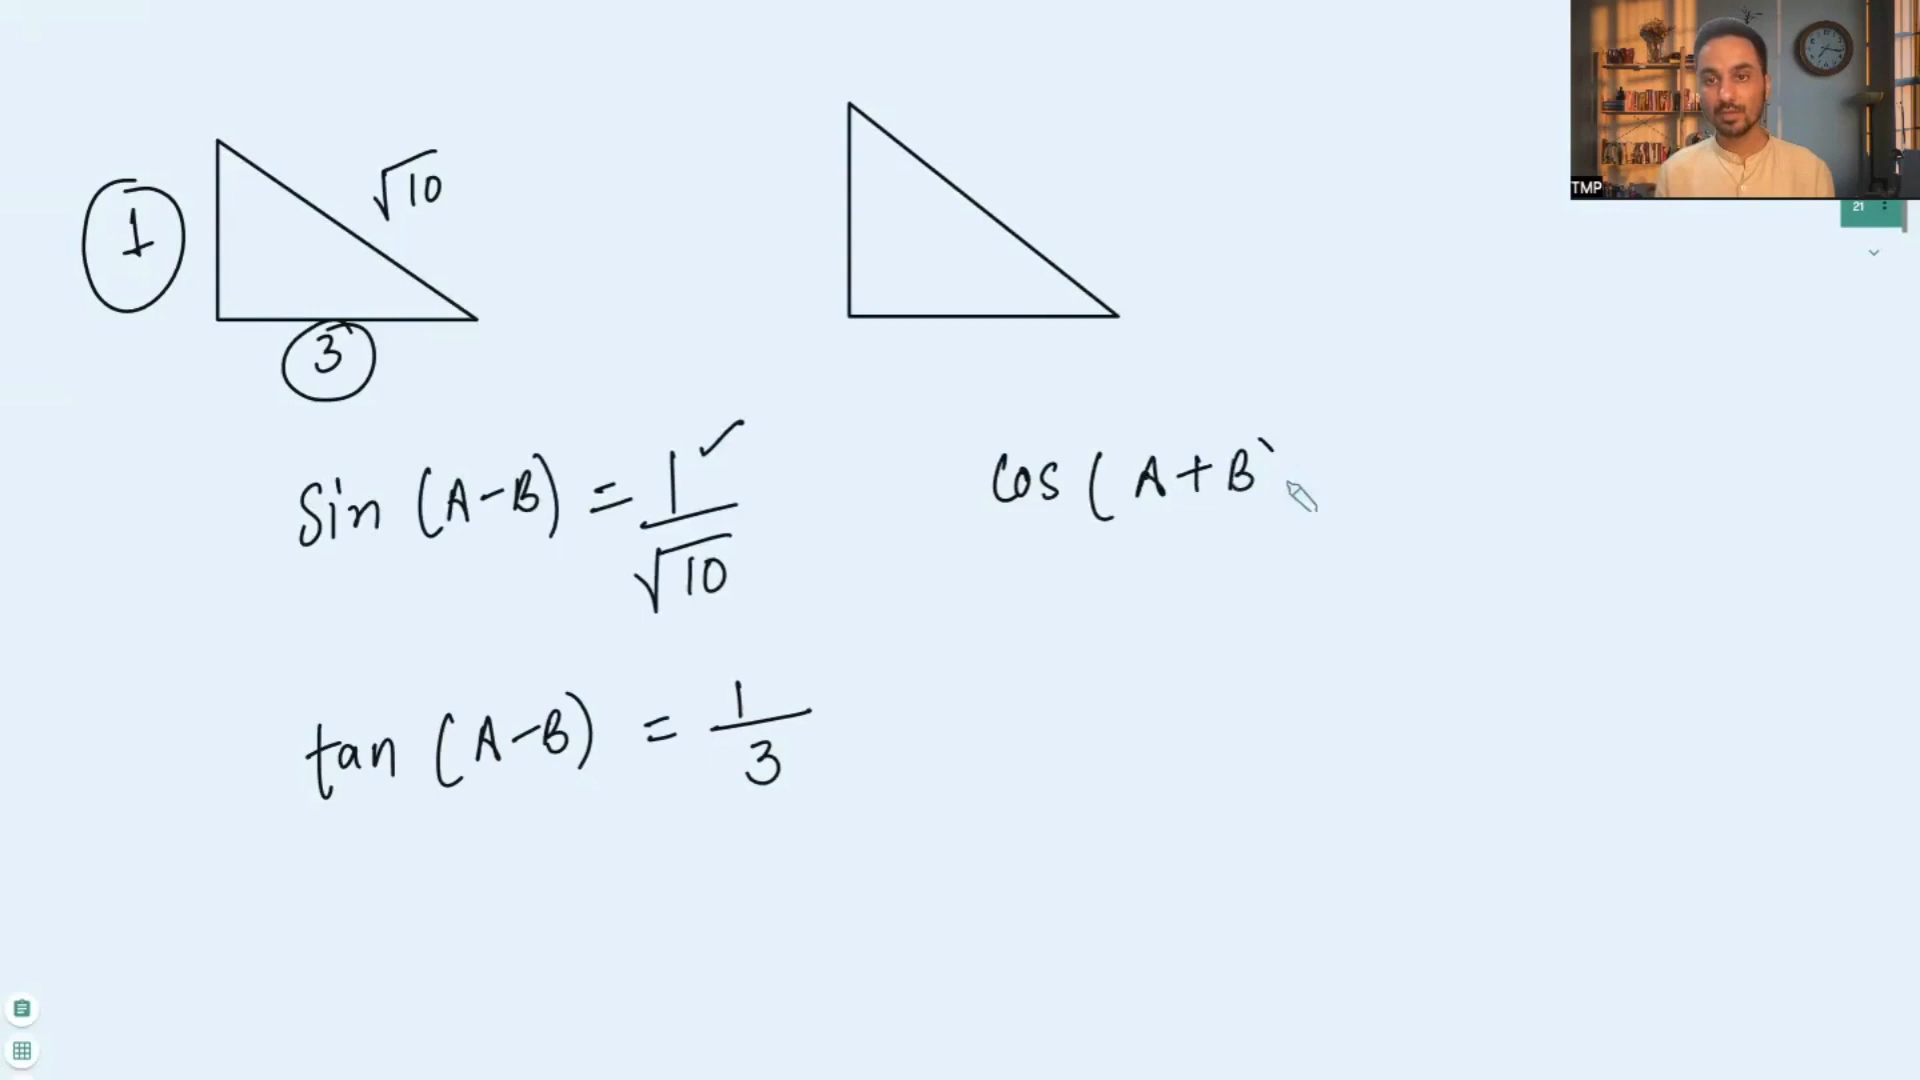 √10
1
3
sin (A-B) = 1/√10
cos (A+B)
tan (A-B) = 1/3
TMP
21